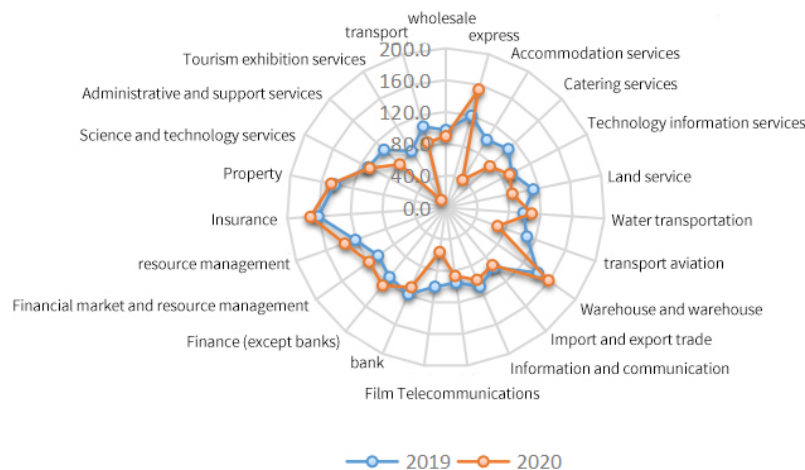 wholesale
express
Accommodation services
Catering services
Technology information services
Land service
Water transportation
transport aviation
Warehouse and warehouse
Import and export trade
Information and communication
Film Telecommunications
bank
Finance (except banks)
Financial market and resource management
resource management
Insurance
Property
Science and technology services
Administrative and support services
Tourism exhibition services
transport
200.0
160.0
120.0
80.0
40.0
0.0
2019
2020